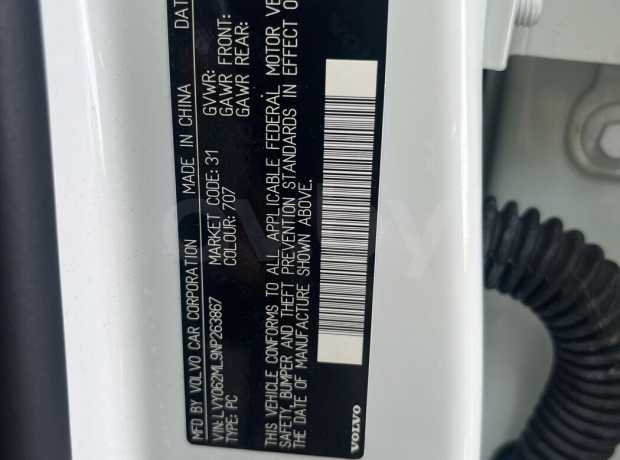 MFD BY VOLVO CAR CORPORATION MADE IN CHINA DAT
VIN: LVY062ML9NP263867 MARKET CODE: 31 GVWR:
TYPE: PC COLOUR: 707 GAWR FRONT:
GAWR REAR:
THIS VEHICLE CONFORMS TO ALL APPLICABLE FEDERAL MOTOR VE
SAFETY, BUMPER AND THEFT PREVENTION STANDARDS IN EFFECT O
THE DATE OF MANUFACTURE SHOWN ABOVE.
VOLVO